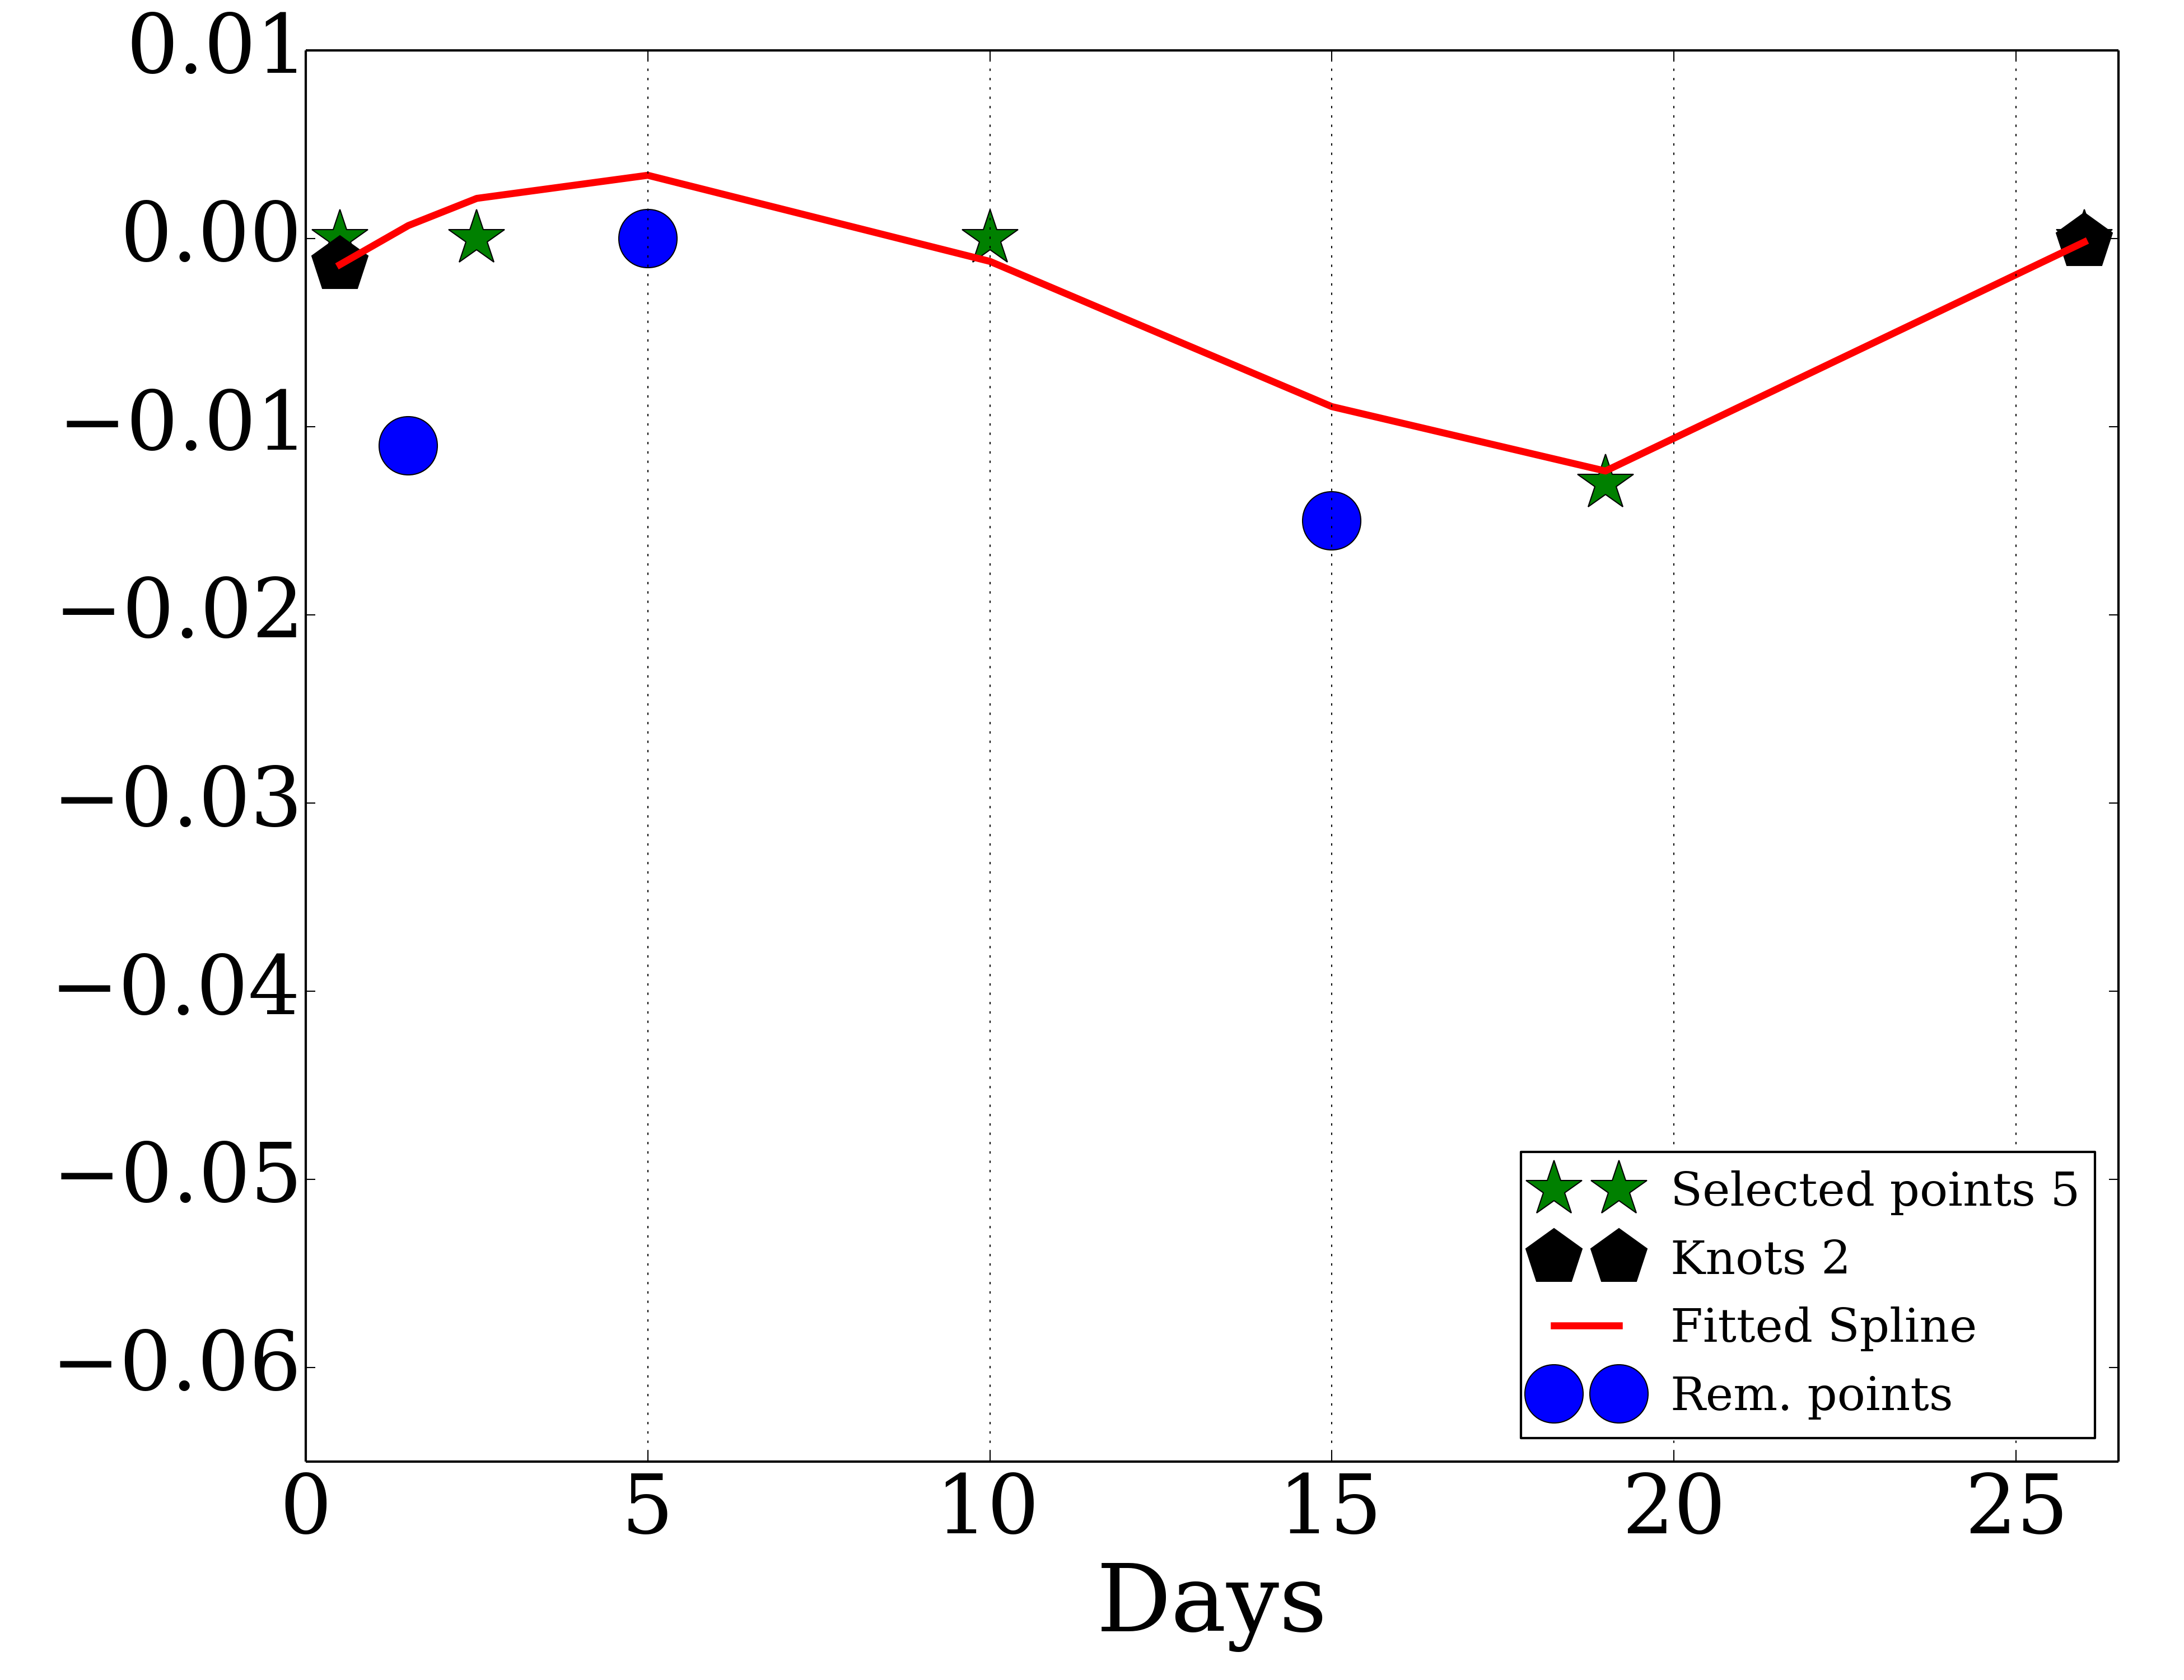 0.01
0.00
−0.01
−0.02
−0.03
−0.04
−0.05
−0.06
Selected points 5
Knots 2
Fitted Spline
Rem. points
0 5 10 15 20 25
Days